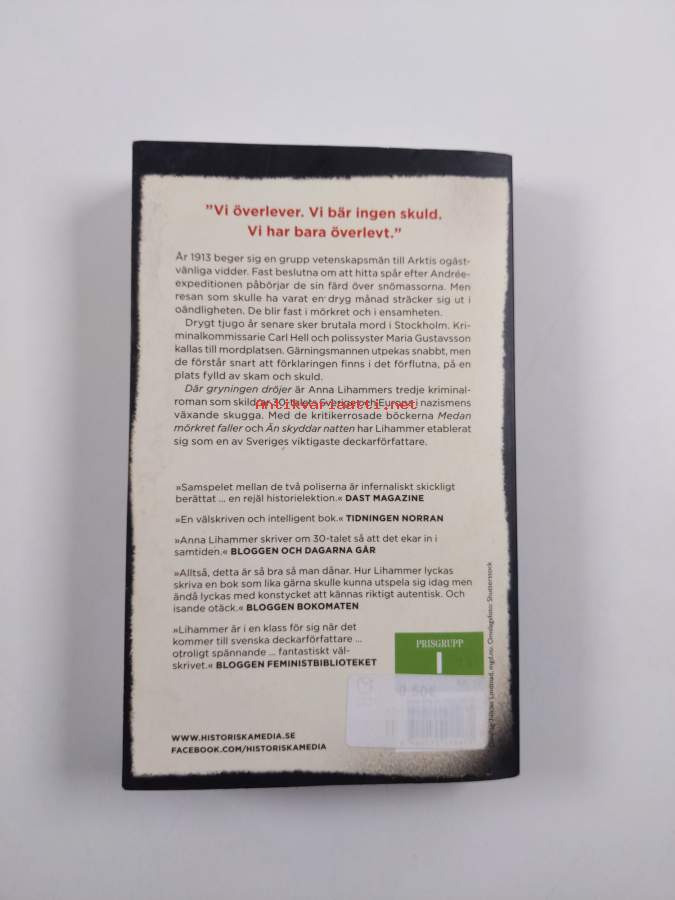 ”Vi överlever. Vi bär ingen skuld.
Vi har bara överlevt.”
År 1913 beger sig en grupp vetenskapsmän till Arktis ogäst-
vänliga vidder. Fast beslutna om att hitta spår efter Andrée-
expeditionen påbörjar de sin färd över snömassorna. Men
resan som skulle ha varat en dryg månad sträcker sig ut i
oändligheten. De blir fast i mörkret och i ensamheten.
Drygt tjugo år senare sker brutala mord i Stockholm. Kri-
minalkommissarie Carl Hell och polissyster Maria Gustavsson
kallas till mordplatsen. Gärningsmannen utpekas snabbt, men
de förstår snart att förklaringen finns i det förflutna, på en
plats fylld av skam och skuld.
Där gryningen dröjer är Anna Lihammers tredje kriminal-
roman som skildrar 30-talets Sverige och Europa i nazismens
Antikvariaatti.net
växande skugga. Med de kritikerrosade böckerna Medan
mörkret faller och Än skyddar natten har Lihammer etablerat
sig som en av Sveriges viktigaste deckarförfattare.
»Samspelet mellan de två poliserna är infernaliskt skickligt
berättat ... en rejäl historielektion.« DAST MAGAZINE
»En välskriven och intelligent bok.« TIDNINGEN NORRAN
»Anna Lihammer skriver om 30-talet så att det ekar in i
samtiden.« BLOGGEN OCH DAGARNA GÅR
»Alltså, detta är så bra så man dånar. Hur Lihammer lyckas
skriva en bok som lika gärna skulle kunna utspela sig idag men
ändå lyckas med konstycket att kännas riktigt autentisk. Och
isande otäck.« BLOGGEN BOKOMATEN
»Lihammer är i en klass för sig när det
kommer till svenska deckarförfattare ...
otroligt spännande ... fantastiskt väl-
skrivet.« BLOGGEN FEMINISTBIBLIOTEKET
PRISGRUPP
WWW.HISTORISKAMEDIA.SE
FACEBOOK.COM/HISTORISKAMEDIA
Lindblad, mgd.nu. Omslagsfoto: Shutterstock